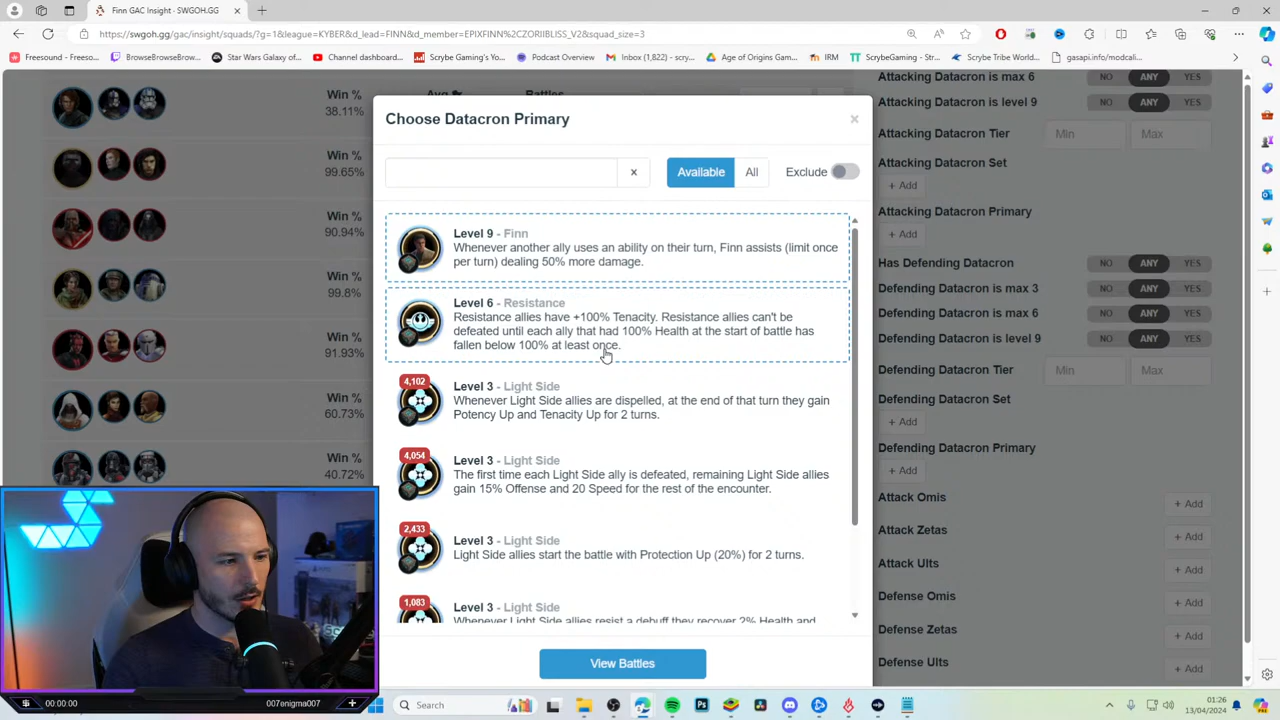 Finn GAC Insight - Squads - SWGOH
https://swgoh.gg/gac/insight/squads/?g=1&league=KYBER&d_lead=FINN&d_member=EPIXFINN%2CZORIIBLISS_V2&squad_size=3
Freesound - Freeso...
BrowseBrowseBrow...
Star Wars Galaxy of...
Channel dashboard...
Scrybe Gaming's Yo...
Podcast Overview
Inbox (1,822) - scry...
Age of Origins Gam...
IRM
ScrybeGaming - Str...
Scrybe Tribe World...
gasapi.info/modcali...
Win %
38.11%
Avg
Battles
Win %
99.65%
Win %
90.94%
Win %
99.8%
Win %
91.93%
Win %
60.73%
Win %
40.72%
Choose Datacron Primary
×
×
Available
All
Exclude
Level 9 - Finn
Whenever another ally uses an ability on their turn, Finn assists (limit once
per turn) dealing 50% more damage.
Level 6 - Resistance
Resistance allies have +100% Tenacity. Resistance allies can't be
defeated until each ally that had 100% Health at the start of battle has
fallen below 100% at least once.
4,102
Level 3 - Light Side
Whenever Light Side allies are dispelled, at the end of that turn they gain
Potency Up and Tenacity Up for 2 turns.
4,054
Level 3 - Light Side
The first time each Light Side ally is defeated, remaining Light Side allies
gain 15% Offense and 20 Speed for the rest of the encounter.
2,433
Level 3 - Light Side
Light Side allies start the battle with Protection Up (20%) for 2 turns.
1,083
Level 3 - Light Side
Whenever Light Side allies resist a debuff they recover 2% Health and
View Battles
Attacking Datacron is max 6
NO ANY YES
Attacking Datacron is level 9
NO ANY YES
Attacking Datacron Tier
Min
Max
Attacking Datacron Set
+ Add
Attacking Datacron Primary
+ Add
Has Defending Datacron
NO ANY YES
Defending Datacron is max 3
NO ANY YES
Defending Datacron is max 6
NO ANY YES
Defending Datacron is level 9
NO ANY YES
Defending Datacron Tier
Min
Max
Defending Datacron Set
+ Add
Defending Datacron Primary
+ Add
Attack Omis
+ Add
Attack Zetas
+ Add
Attack Ults
+ Add
Defense Omis
+ Add
Defense Zetas
+ Add
Defense Ults
+ Add
00:00:00
007enigma007
Search
01:26
13/04/2024